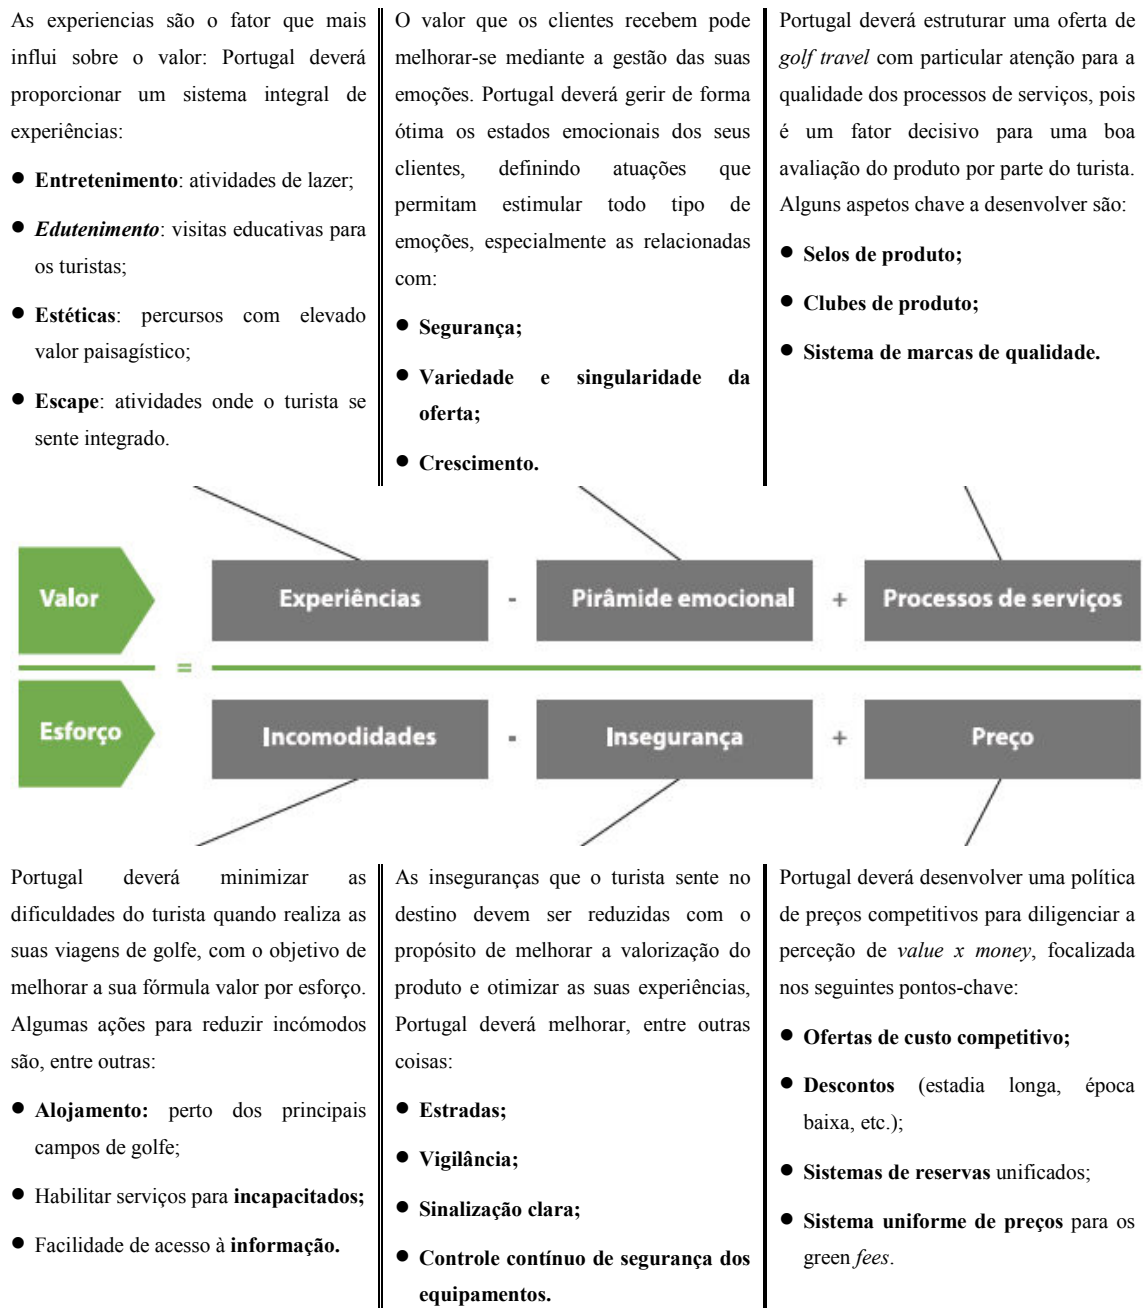 As experiencias são o fator que mais
influi sobre o valor: Portugal deverá
proporcionar um sistema integral de
experiências:
● Entretenimento: atividades de lazer;
● Edutenimento: visitas educativas para
os turistas;
● Estéticas: percursos com elevado
valor paisagístico;
● Escape: atividades onde o turista se
sente integrado.
O valor que os clientes recebem pode
melhorar-se mediante a gestão das suas
emoções. Portugal deverá gerir de forma
ótima os estados emocionais dos seus
clientes, definindo atuações que
permitam estimular todo tipo de
emoções, especialmente as relacionadas
com:
● Segurança;
● Variedade e singularidade da
oferta;
● Crescimento.
Portugal deverá estruturar uma oferta de
golf travel com particular atenção para a
qualidade dos processos de serviços, pois
é um fator decisivo para uma boa
avaliação do produto por parte do turista.
Alguns aspetos chave a desenvolver são:
● Selos de produto;
● Clubes de produto;
● Sistema de marcas de qualidade.
Valor
Experiências - Pirâmide emocional + Processos de serviços
=
Esforço
Incomodidades - Insegurança + Preço
Portugal deverá minimizar as
dificuldades do turista quando realiza as
suas viagens de golfe, com o objetivo de
melhorar a sua fórmula valor por esforço.
Algumas ações para reduzir incómodos
são, entre outras:
● Alojamento: perto dos principais
campos de golfe;
● Habilitar serviços para incapacitados;
● Facilidade de acesso à informação.
As inseguranças que o turista sente no
destino devem ser reduzidas com o
propósito de melhorar a valorização do
produto e otimizar as suas experiências,
Portugal deverá melhorar, entre outras
coisas:
● Estradas;
● Vigilância;
● Sinalização clara;
● Controle contínuo de segurança dos
equipamentos.
Portugal deverá desenvolver uma política
de preços competitivos para diligenciar a
perceção de value x money, focalizada
nos seguintes pontos-chave:
● Ofertas de custo competitivo;
● Descontos (estadia longa, época
baixa, etc.);
● Sistemas de reservas unificados;
● Sistema uniforme de preços para os
green fees.